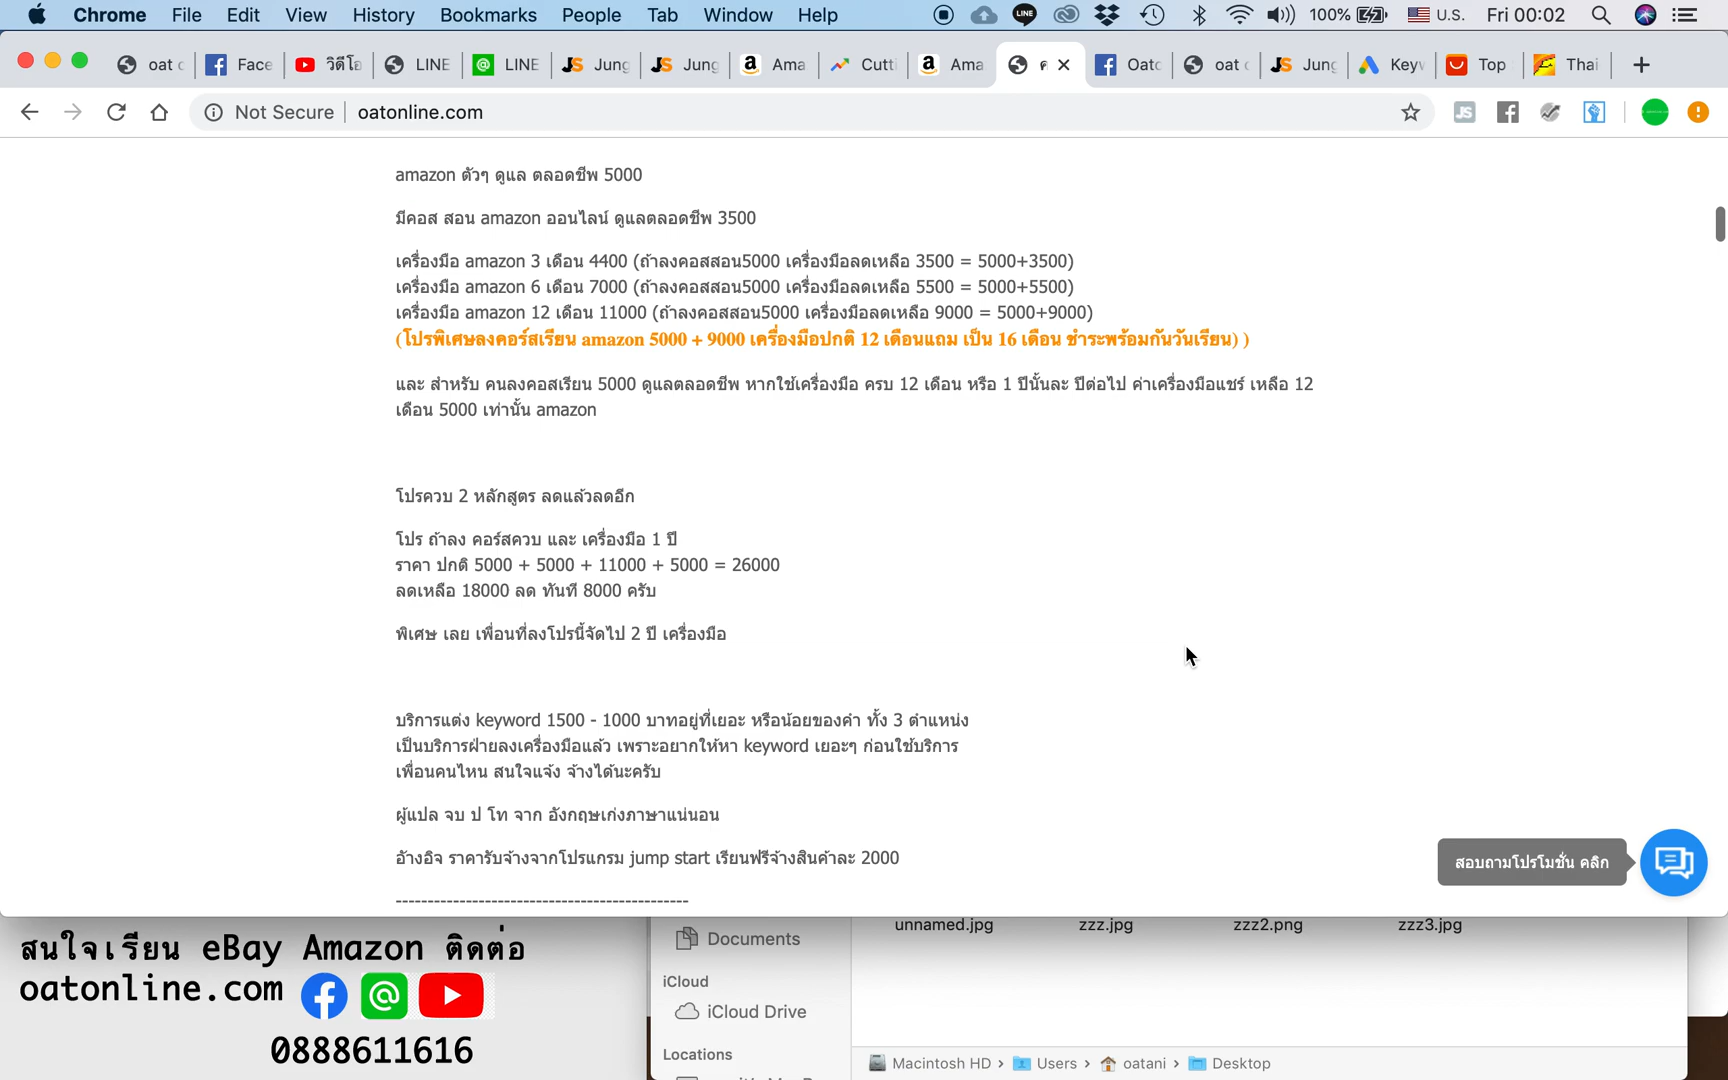 Chrome File Edit View History Bookmarks People Tab Window Help LINE 100% U.S. Fri 00:02
oat c Face วิดีโอ LINE LINE Jung Jung Ama Cutti Ama Oato oat c Jung Keyw Top Thai
Not Secure oatonline.com
amazon ตัวๆ ดูแล ตลอดชีพ 5000
มีคอส สอน amazon ออนไลน์ ดูแลตลอดชีพ 3500
เครื่องมือ amazon 3 เดือน 4400 (ถ้าลงคอสสอน5000 เครื่องมือลดเหลือ 3500 = 5000+3500)
เครื่องมือ amazon 6 เดือน 7000 (ถ้าลงคอสสอน5000 เครื่องมือลดเหลือ 5500 = 5000+5500)
เครื่องมือ amazon 12 เดือน 11000 (ถ้าลงคอสสอน5000 เครื่องมือลดเหลือ 9000 = 5000+9000)
(โปรพิเศษลงคอร์สเรียน amazon 5000 + 9000 เครื่องมือปกติ 12 เดือนแถม เป็น 16 เดือน ชำระพร้อมกันวันเรียน) )
และ สำหรับ คนลงคอสเรียน 5000 ดูแลตลอดชีพ หากใช้เครื่องมือ ครบ 12 เดือน หรือ 1 ปีนั้นละ ปีต่อไป ค่าเครื่องมือแชร์ เหลือ 12
เดือน 5000 เท่านั้น amazon
โปรควบ 2 หลักสูตร ลดแล้วลดอีก
โปร ถ้าลง คอร์สควบ และ เครื่องมือ 1 ปี
ราคา ปกติ 5000 + 5000 + 11000 + 5000 = 26000
ลดเหลือ 18000 ลด ทันที 8000 ครับ
พิเศษ เลย เพื่อนที่ลงโปรนี้จัดไป 2 ปี เครื่องมือ
บริการแต่ง keyword 1500 - 1000 บาทอยู่ที่เยอะ หรือน้อยของคำ ทั้ง 3 ตำแหน่ง
เป็นบริการฝ่ายลงเครื่องมือแล้ว เพราะอยากให้หา keyword เยอะๆ ก่อนใช้บริการ
เพื่อนคนไหน สนใจแจ้ง จ้างได้นะครับ
ผู้แปล จบ ป โท จาก อังกฤษเก่งภาษาแน่นอน
อ้างอิจ ราคารับจ้างจากโปรแกรม jump start เรียนฟรีจ้างสินค้าละ 2000
----------------------------------------------
สอบถามโปรโมชั่น คลิก
สนใจเรียน eBay Amazon ติดต่อ
oatonline.com
0888611616
unnamed.jpg zzz.jpg zzz2.png zzz3.jpg
Documents
iCloud
iCloud Drive
Locations
Macintosh HD › Users › oatani › Desktop